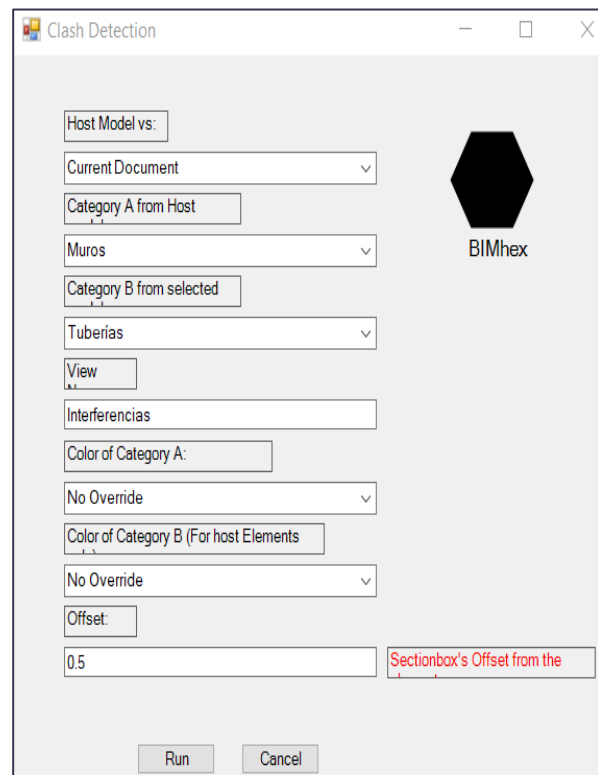 Clash Detection
Host Model vs:
Current Document
Category A from Host
BIMhex
Muros
Category B from selected
Tuberías
View
Interferencias
Color of Category A:
No Override
Color of Category B (For host Elements
No Override
Offset:
0.5
Sectionbox's Offset from the
Run Cancel